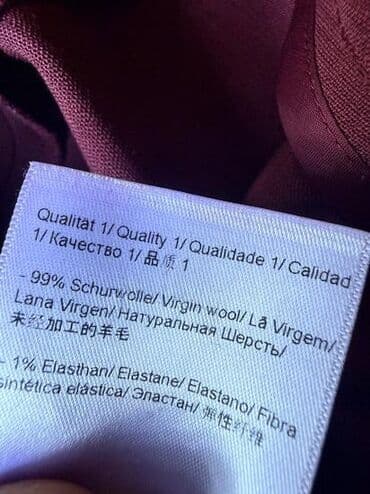 Qualität 1/ Quality 1/ Qualidade 1/ Calidad
1/ Качество 1/ 品质 1
- 99% Schurwolle/ Virgin wool/ Lã Virgem/
Lana Virgen/ Натуральная Шерсть/
未经加工的羊毛
- 1% Elasthan/ Elastane/ Elastano/ Fibra
sintética elástica/ Эластан/ 弹性纤维